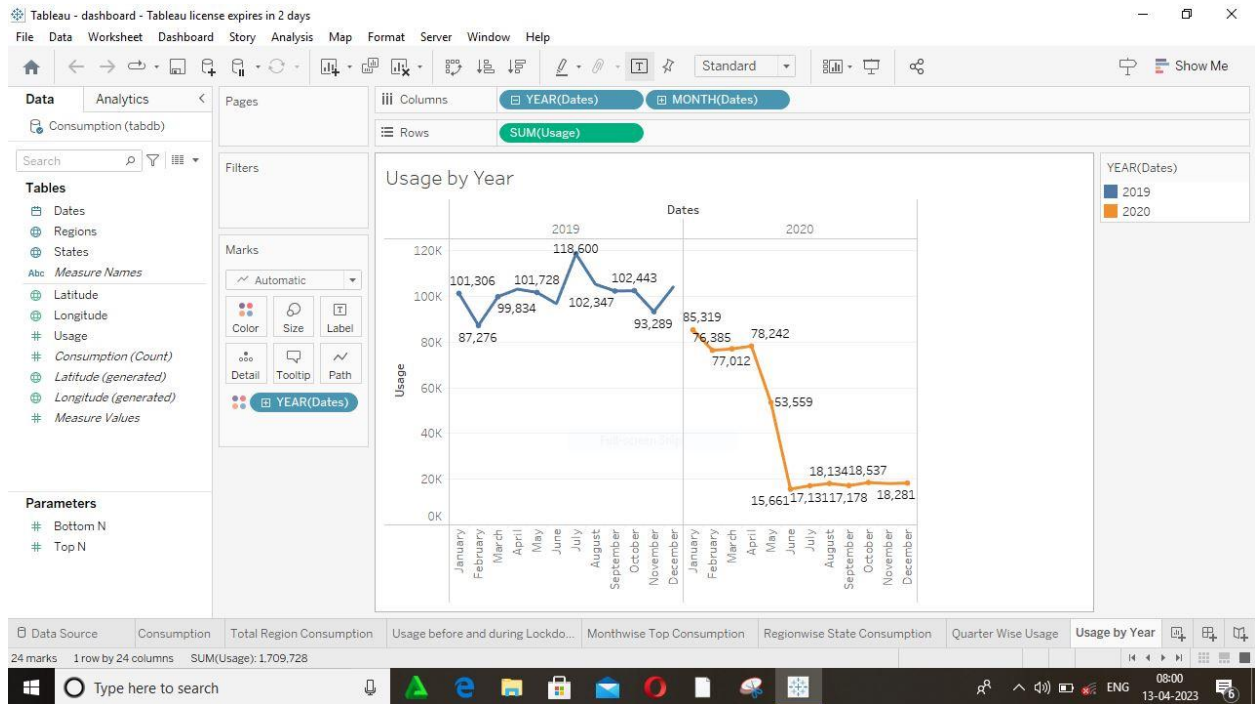 Tableau - dashboard - Tableau license expires in 2 days
File Data Worksheet Dashboard Story Analysis Map Format Server Window Help
Standard
Show Me
Data Analytics
Consumption (tabdb)
Search
Tables
Dates
Regions
States
Abc Measure Names
Latitude
Longitude
# Usage
# Consumption (Count)
Latitude (generated)
Longitude (generated)
# Measure Values
Parameters
# Bottom N
# Top N
Pages
Filters
Marks
Automatic
Color Size Label
Detail Tooltip Path
YEAR(Dates)
Columns YEAR(Dates) MONTH(Dates)
Rows SUM(Usage)
Usage by Year
Dates
2019 2020
Usage
120K
100K
80K
60K
40K
20K
0K
101,306
87,276
99,834
101,728
118,600
102,347
102,443
93,289
85,319
76,385
77,012
78,242
53,559
15,661
17,131
18,134
17,178
18,537
18,281
January February March April May June July August September October November December
January February March April May June July August September October November December
YEAR(Dates)
2019
2020
Data Source Consumption Total Region Consumption Usage before and during Lockdo... Monthwise Top Consumption Regionwise State Consumption Quarter Wise Usage Usage by Year
24 marks 1 row by 24 columns SUM(Usage): 1,709,728
Type here to search
ENG
08:00
13-04-2023
6